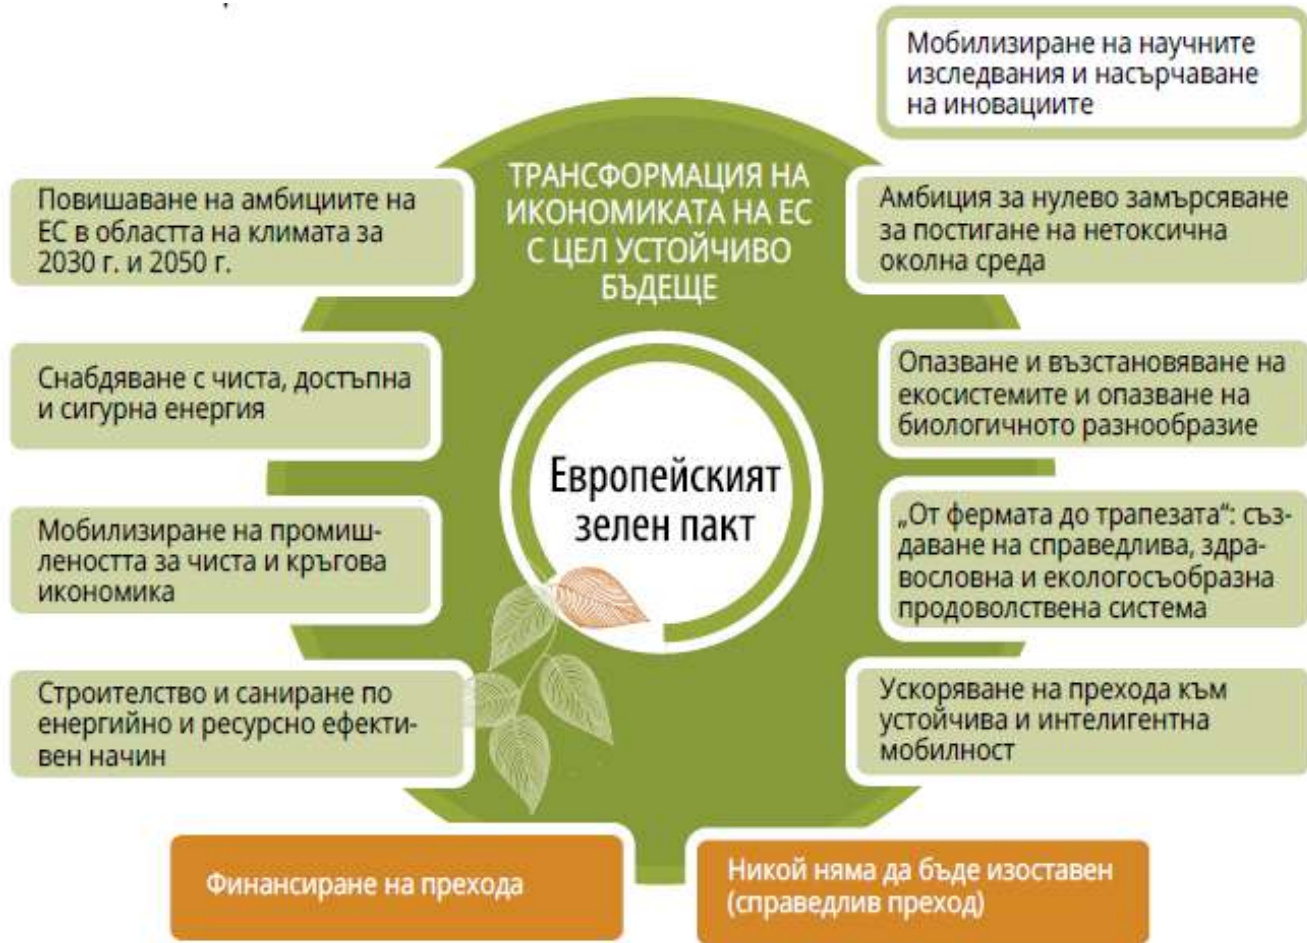 Мобилизиране на научните
изследвания и насърчаване
на иновациите
ТРАНСФОРМАЦИЯ НА
ИКОНОМИКАТА НА ЕС
С ЦЕЛ УСТОЙЧИВО
БЪДЕЩЕ
Повишаване на амбициите на
ЕС в областта на климата за
2030 г. и 2050 г.
Амбиция за нулево замърсяване
за постигане на нетоксична
околна среда
Снабдяване с чиста, достъпна
и сигурна енергия
Опазване и възстановяване на
екосистемите и опазване на
биологичното разнообразие
Европейският
зелен пакт
Мобилизиране на промиш-
леността за чиста и кръгова
икономика
„От фермата до трапезата“: съз-
даване на справедлива, здра-
вословна и екологосъобразна
продоволствена система
Строителство и саниране по
енергийно и ресурсно ефекти-
вен начин
Ускоряване на прехода към
устойчива и интелигентна
мобилност
Финансиране на прехода
Никой няма да бъде изоставен
(справедлив преход)